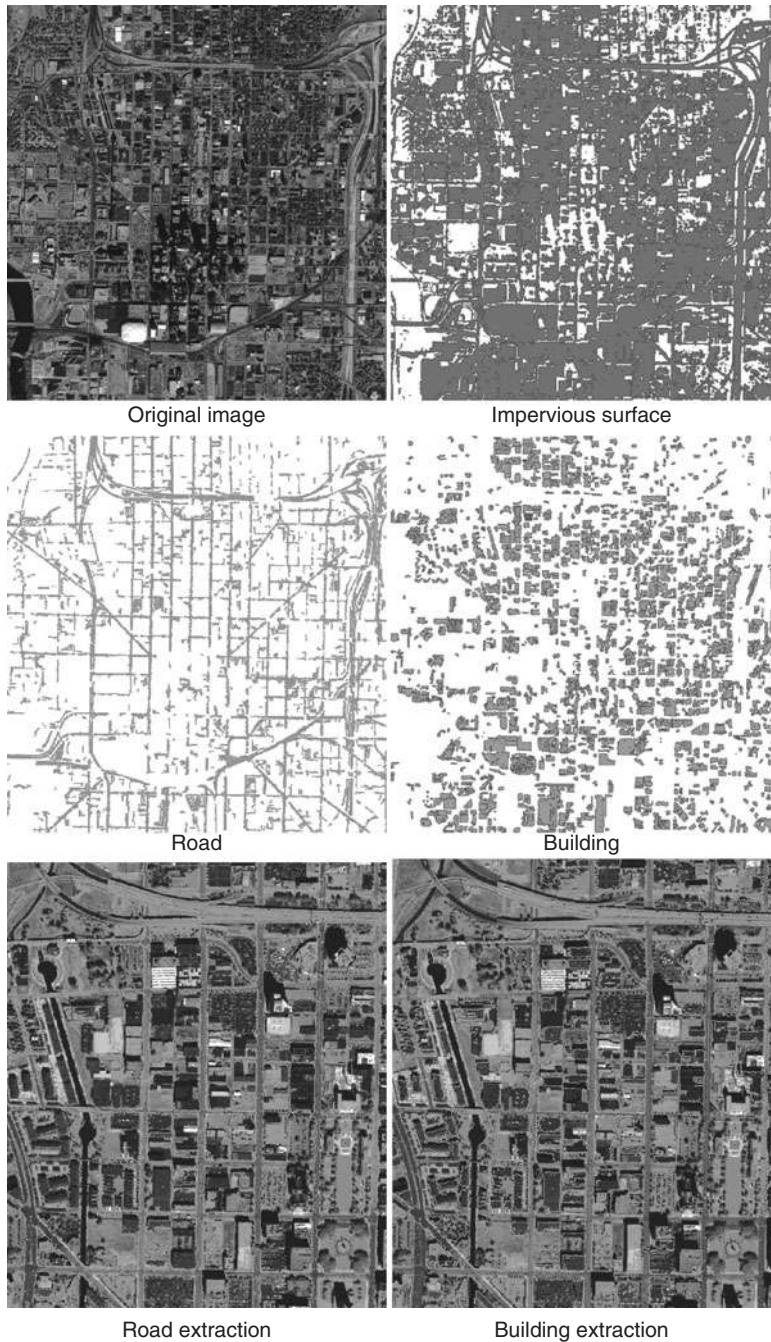 Original image
Impervious surface
Road
Building
Road extraction
Building extraction